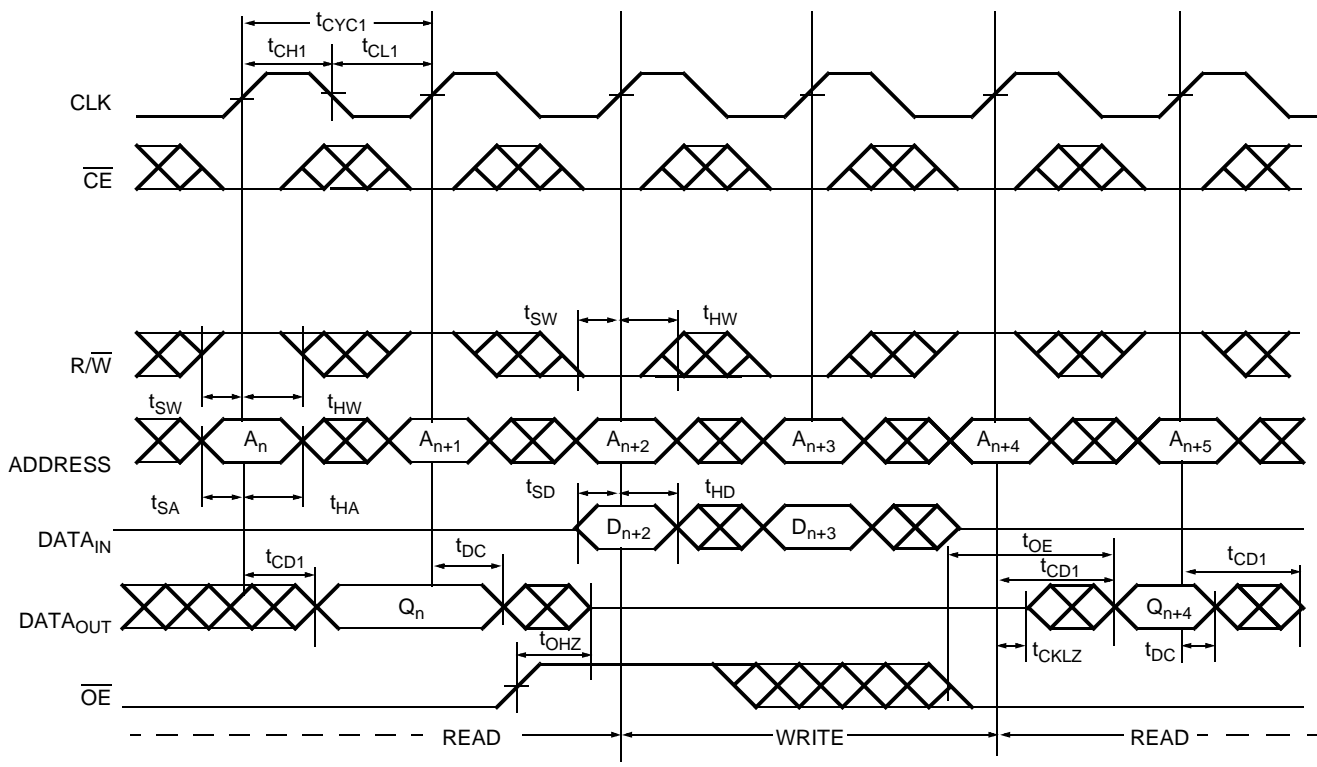 tCYC1
tCH1 tCL1
CLK
CE
tSW tHW
R/W
tSW tHW
An An+1 An+2 An+3 An+4 An+5
ADDRESS
tSA tHA tSD tHD
DATAIN
Dn+2 Dn+3
tOE
tCD1 tDC tCD1 tCD1
DATAOUT
Qn Qn+4
tOHZ tCKLZ tDC
OE
READ WRITE READ